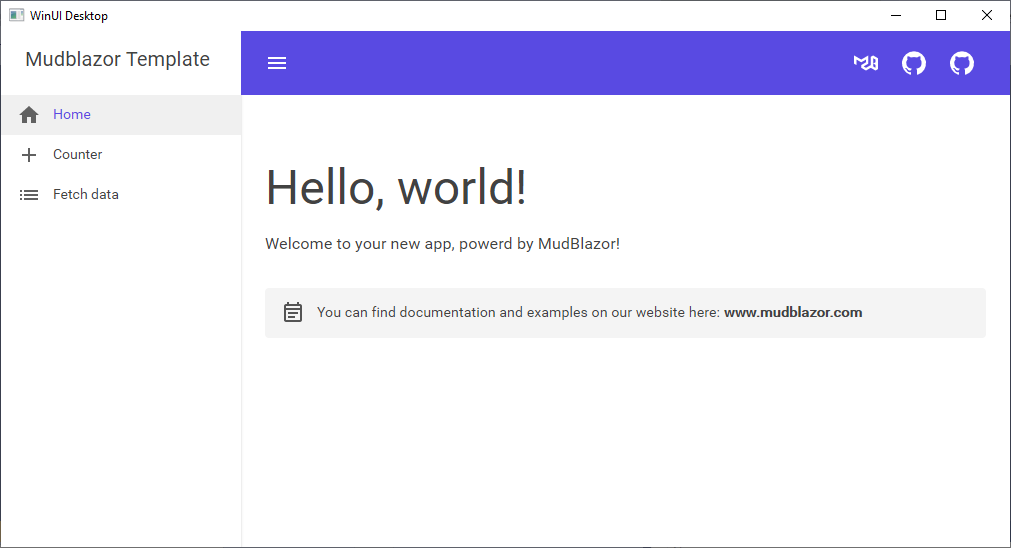 WinUI Desktop
Mudblazor Template
Home
Counter
Fetch data
Hello, world!
Welcome to your new app, powerd by MudBlazor!
You can find documentation and examples on our website here: www.mudblazor.com